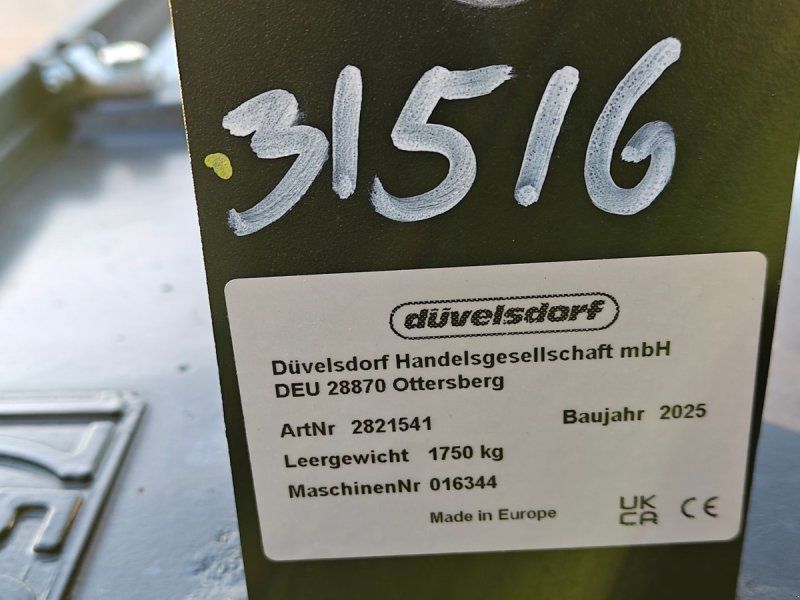 31516
düvelsdorf
Düvelsdorf Handelsgesellschaft mbH
DEU 28870 Ottersberg
ArtNr 2821541 Baujahr 2025
Leergewicht 1750 kg
MaschinenNr 016344
Made in Europe UK CA CE